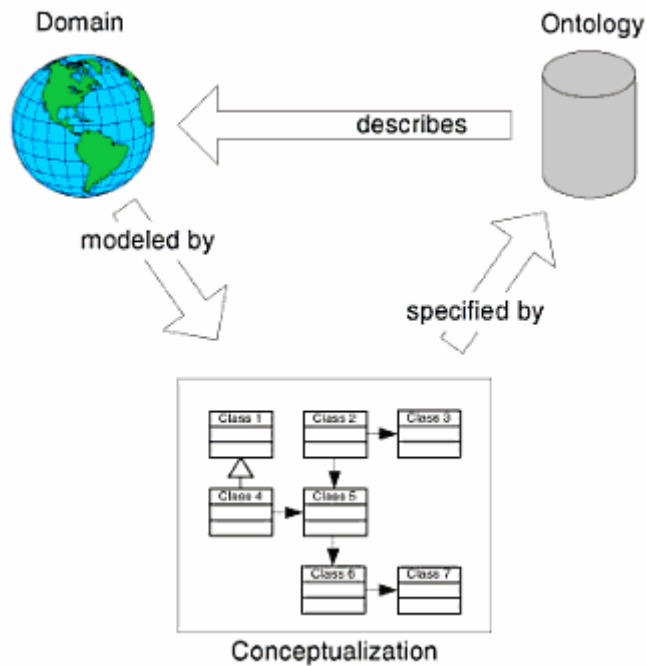 Domain
Ontology
describes
modeled by
specified by
Class 1
Class 2
Class 3
Class 4
Class 5
Class 6
Class 7
Conceptualization